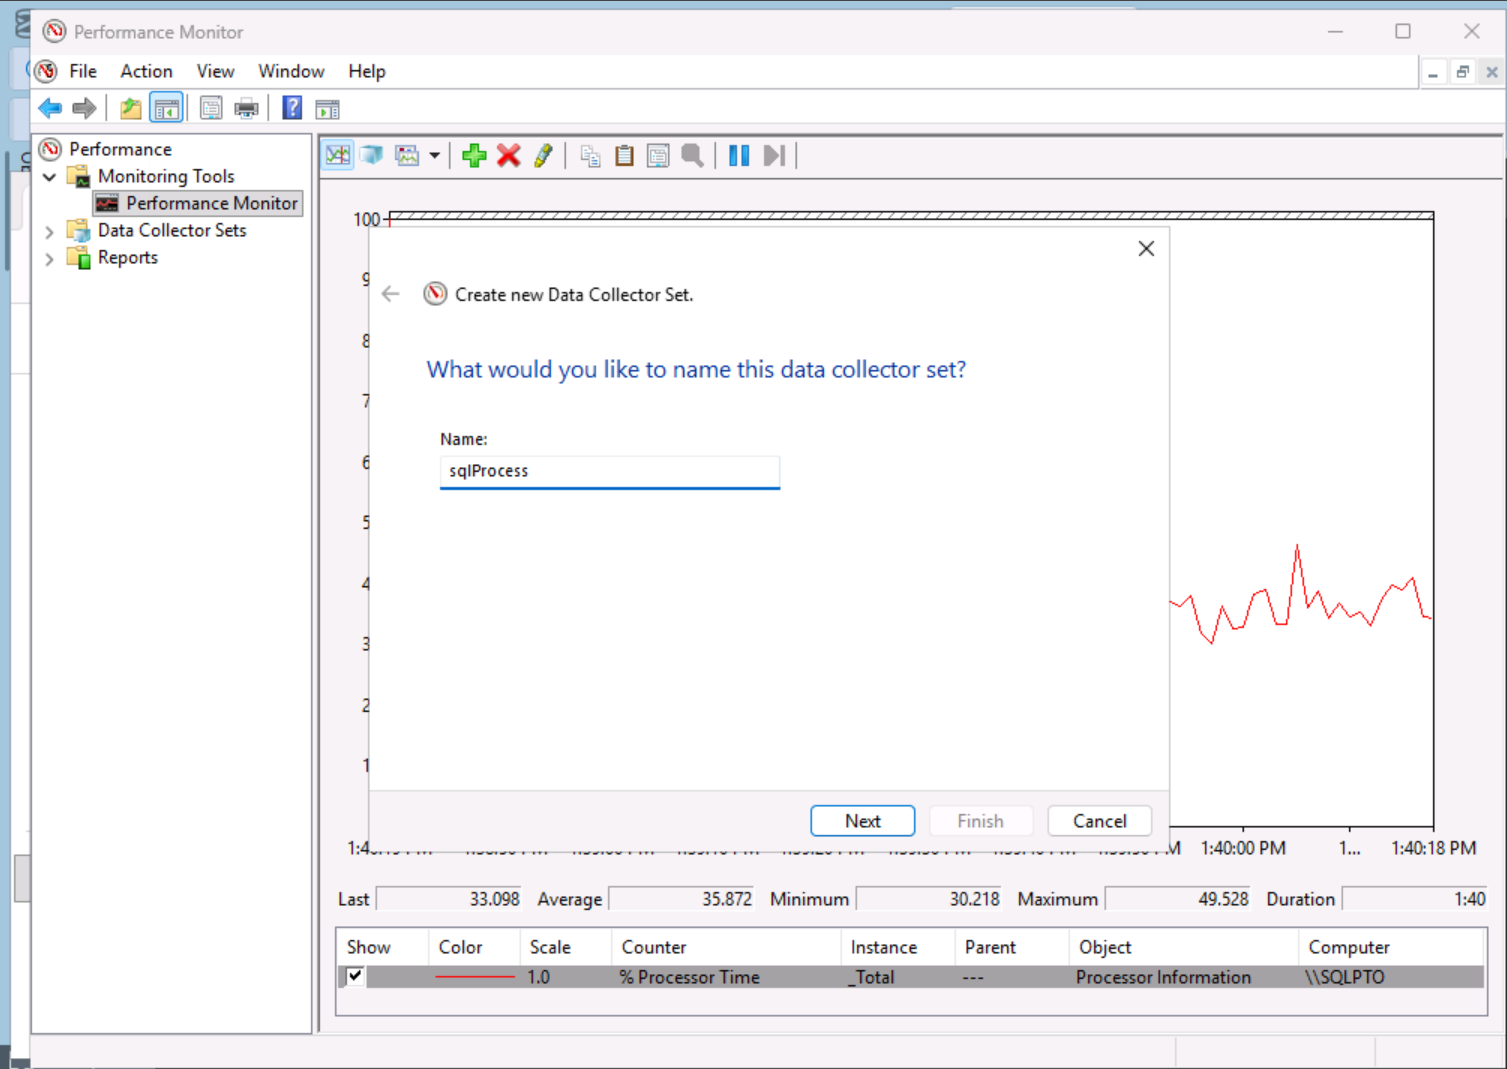 Performance Monitor
File Action View Window Help
Performance
Monitoring Tools
Performance Monitor
Data Collector Sets
Reports
100
Create new Data Collector Set.
What would you like to name this data collector set?
Name:
sqlProcess
Next Finish Cancel
1:40:00 PM 1... 1:40:18 PM
Last 33.098 Average 35.872 Minimum 30.218 Maximum 49.528 Duration 1:40
Show Color Scale Counter Instance Parent Object Computer
1.0 % Processor Time _Total --- Processor Information \\SQLPTO